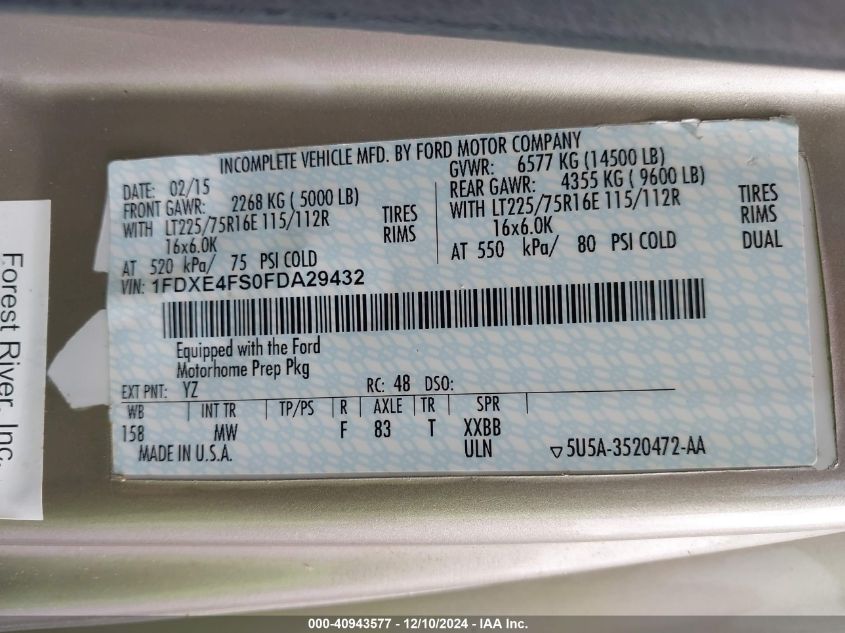 INCOMPLETE VEHICLE MFD. BY FORD MOTOR COMPANY
DATE: 02/15
FRONT GAWR: 2268 KG ( 5000 LB)
WITH LT225/75R16E 115/112R TIRES
16x6.0K RIMS
AT 520 kPa/ 75 PSI COLD
GVWR: 6577 KG (14500 LB)
REAR GAWR: 4355 KG ( 9600 LB)
WITH LT225/75R16E 115/112R TIRES
16x6.0K RIMS
AT 550 kPa/ 80 PSI COLD DUAL
VIN: 1FDXE4FS0FDA29432
Equipped with the Ford
Motorhome Prep Pkg
EXT PNT: YZ RC: 48 DSO:
WB INT TR TP/PS R AXLE TR SPR
158 MW F 83 T XXBB
MADE IN U.S.A. ULN ▽5U5A-3520472-AA
Forest River, Inc.
000-40943577 - 12/10/2024 - IAA Inc.